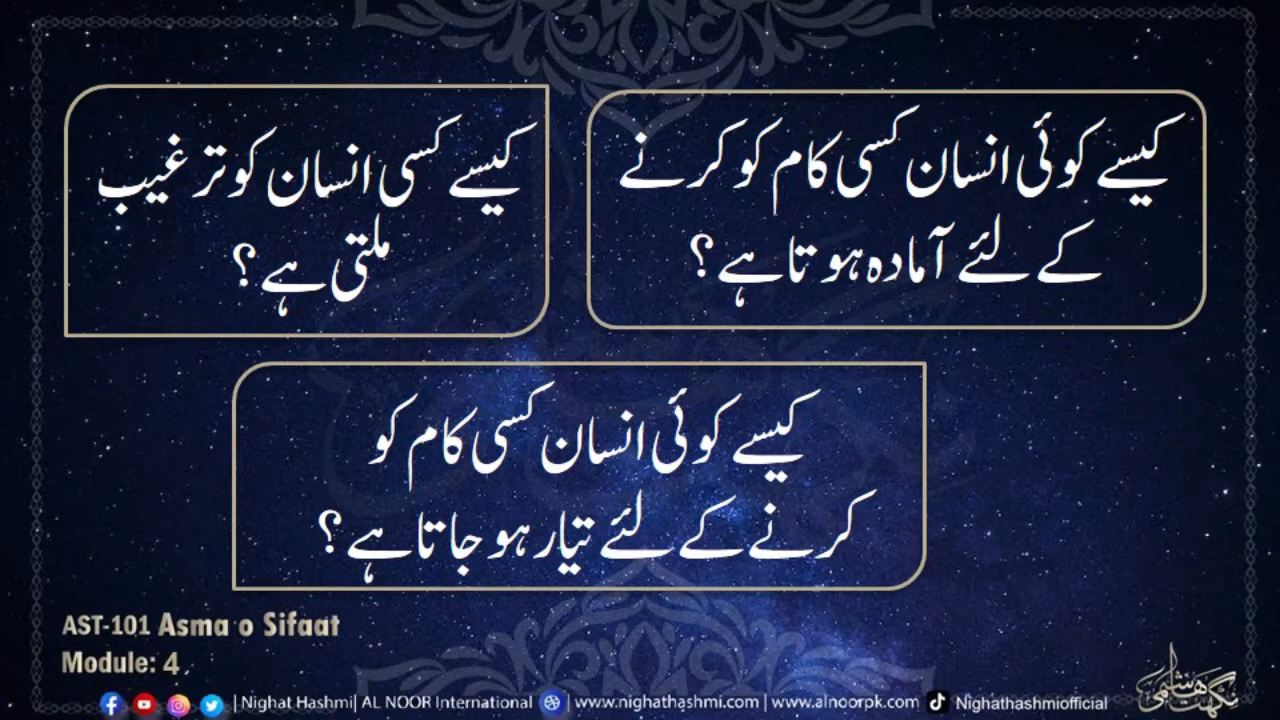 کیسے کوئی انسان کسی کام کو کرنے
کے لئے آمادہ ہوتا ہے؟
کیسے کسی انسان کو ترغیب
ملتی ہے؟
کیسے کوئی انسان کسی کام کو
کرنے کے لئے تیار ہو جاتا ہے؟
AST-101 Asma o Sifaat
Module: 4
| Nighat Hashmi| AL NOOR International | www.nighathashmi.com | www.alnoorpk.com Nighathashmiofficial
نگہت ہاشمی